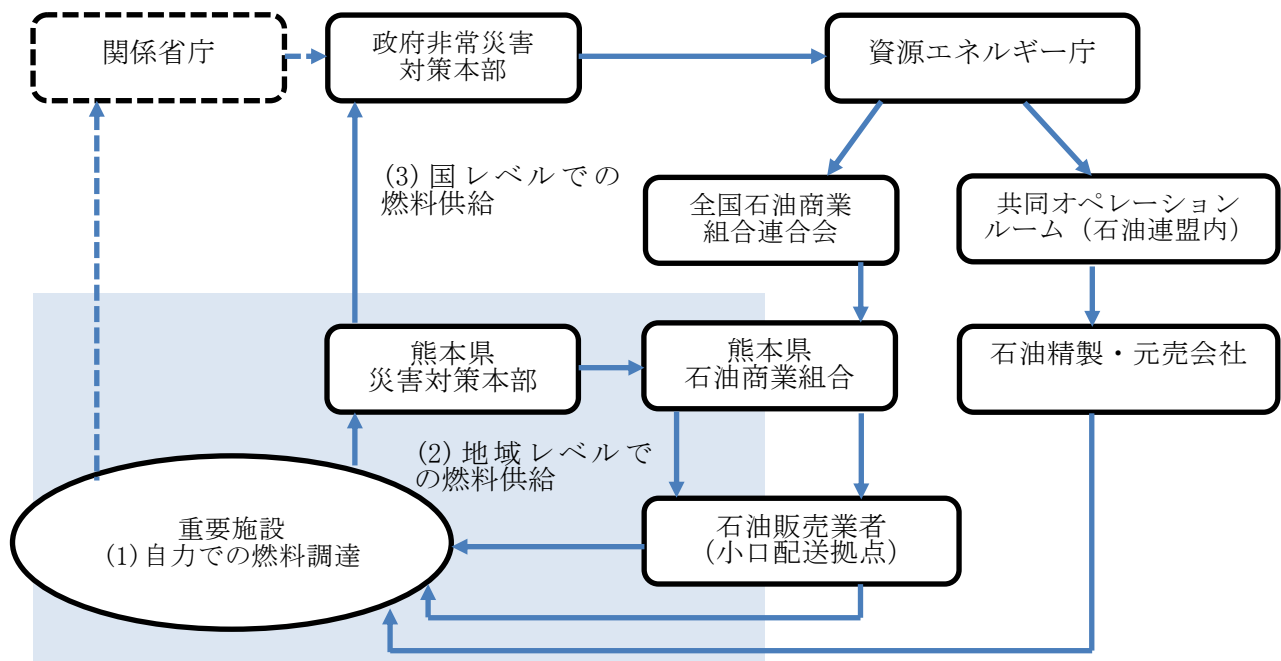 関係省庁
政府非常災害
対策本部
資源エネルギー庁
(3)国レベルでの
燃料供給
全国石油商業
組合連合会
共同オペレーション
ルーム（石油連盟内）
熊本県
災害対策本部
熊本県
石油商業組合
石油精製・元売会社
(2)地域レベルで
の燃料供給
重要施設
(1)自力での燃料調達
石油販売業者
（小口配送拠点）